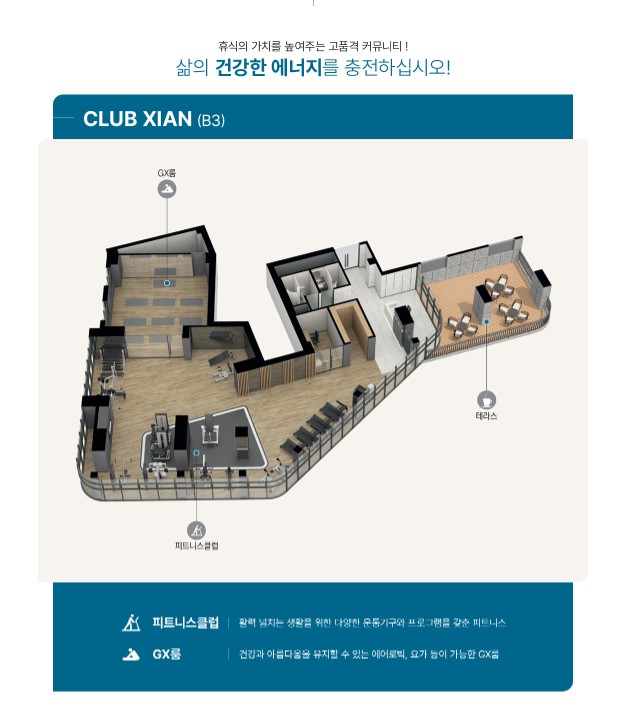 휴식의 가치를 높여주는 고품격 커뮤니티 !
삶의 건강한 에너지를 충전하십시오!
CLUB XIAN (B3)
GX룸
테라스
피트니스클럽
피트니스클럽 활력 넘치는 생활을 위한 다양한 운동기구와 프로그램을 갖춘 피트니스
GX룸 건강과 아름다움을 유지할 수 있는 에어로빅, 요가 등이 가능한 GX룸